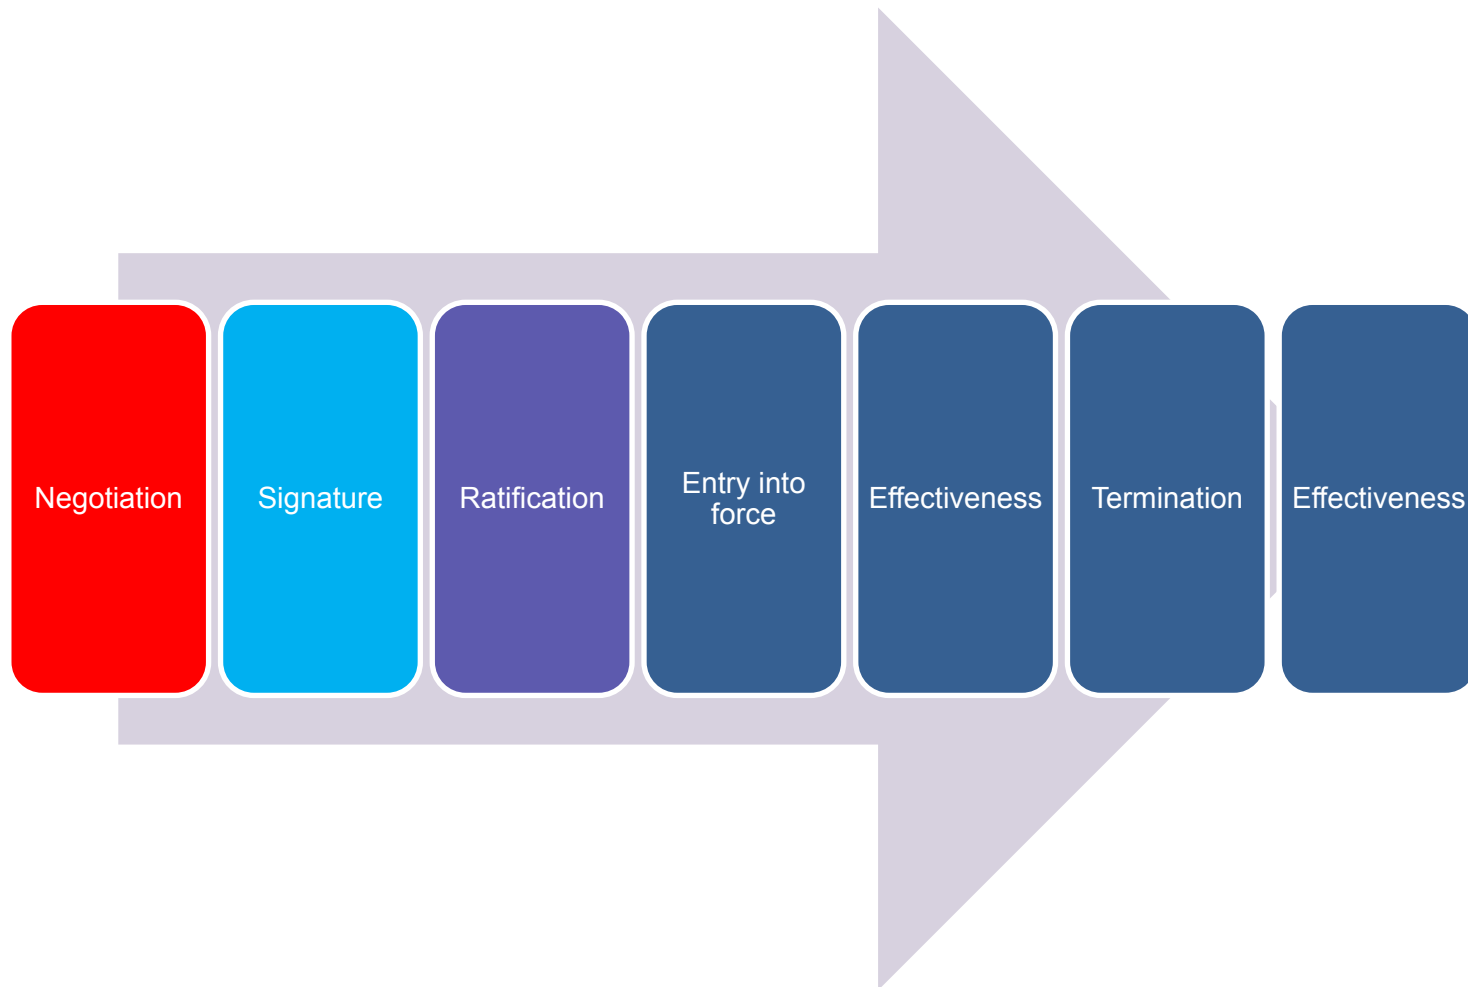 Negotiation
Signature
Ratification
Entry into
force
Effectiveness
Termination
Effectiveness